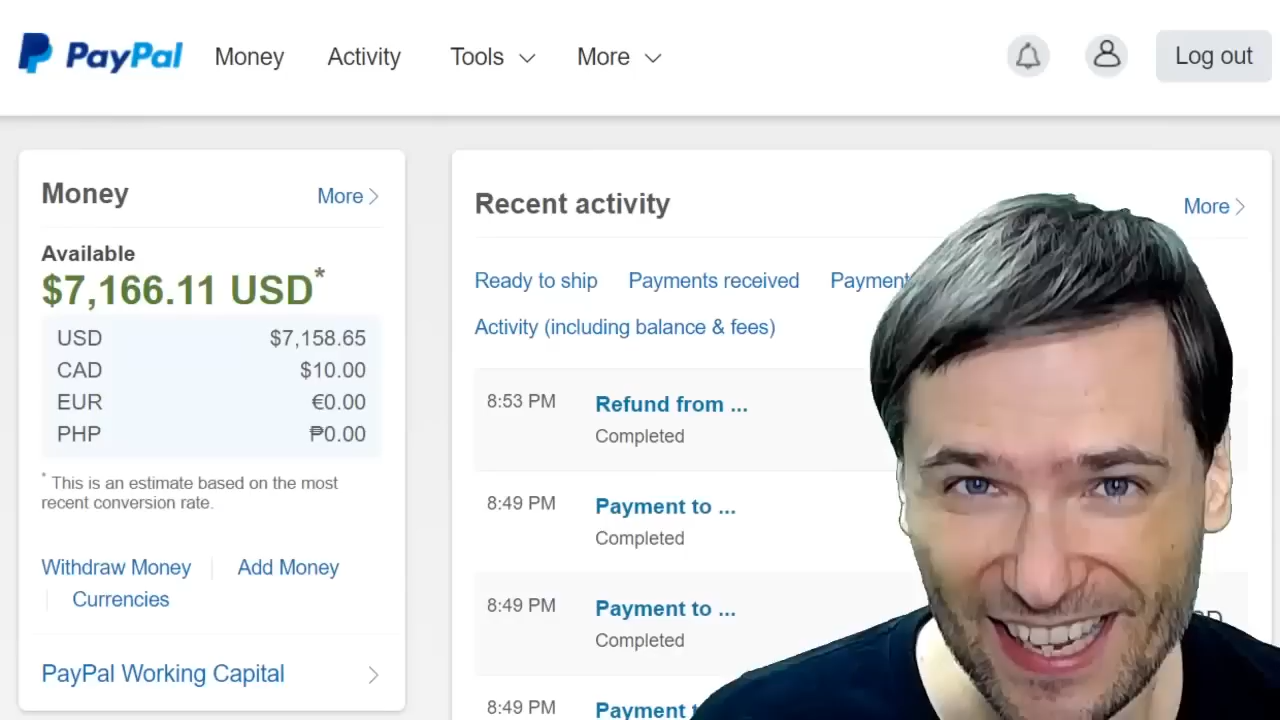 PayPal Money Activity Tools More Log out
Money More
Available
$7,166.11 USD*
USD $7,158.65
CAD $10.00
EUR €0.00
PHP ₱0.00
* This is an estimate based on the most
recent conversion rate.
Withdraw Money Add Money
Currencies
PayPal Working Capital
Recent activity More
Ready to ship Payments received Payment
Activity (including balance & fees)
8:53 PM Refund from ...
Completed
8:49 PM Payment to ...
Completed
8:49 PM Payment to ...
Completed
8:49 PM Payment